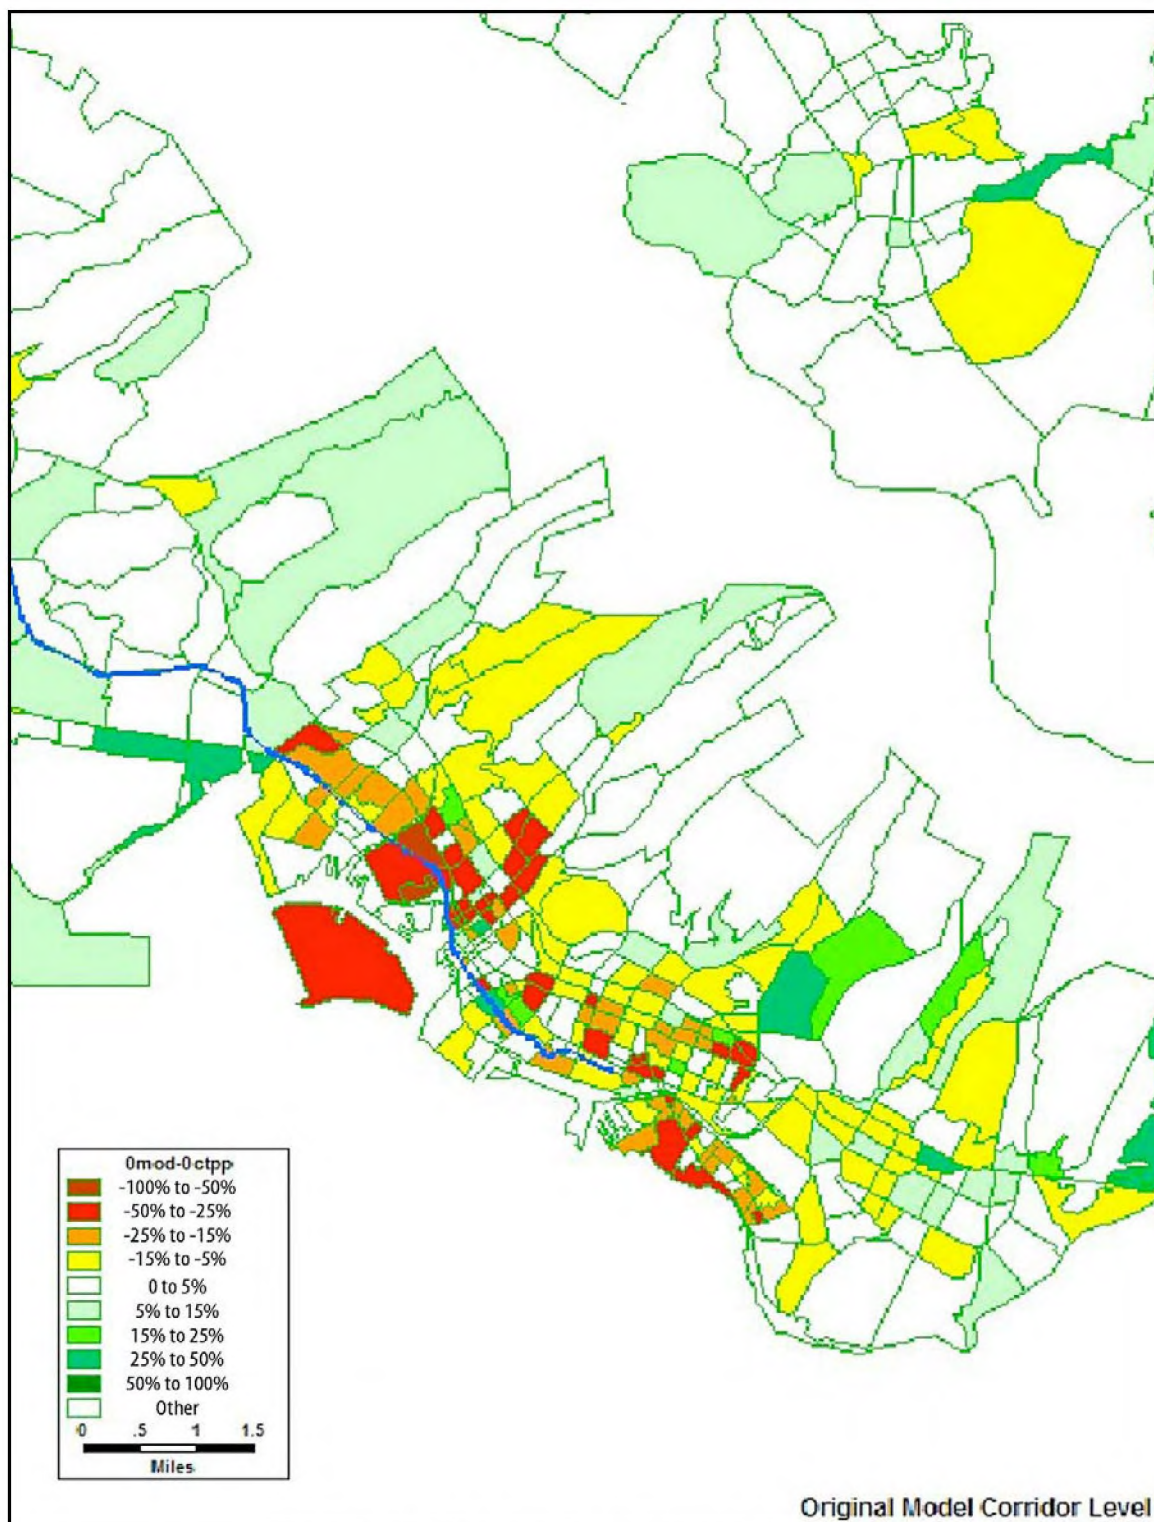 0mod-0ctpp
-100% to -50%
-50% to -25%
-25% to -15%
-15% to -5%
0 to 5%
5% to 15%
15% to 25%
25% to 50%
50% to 100%
Other
0 .5 1 1.5
Miles
Original Model Corridor Level